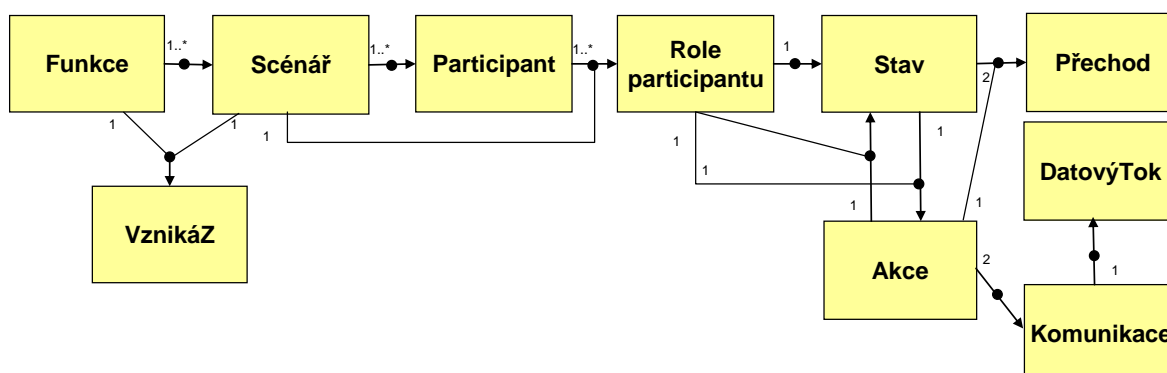 Funkce
1..*
Scénář
1..*
Participant
1..*
Role
participantu
1
Stav
2
Přechod
1
1
1
1
1
1
1
1
2
1
VznikáZ
Akce
DatovýTok
Komunikace